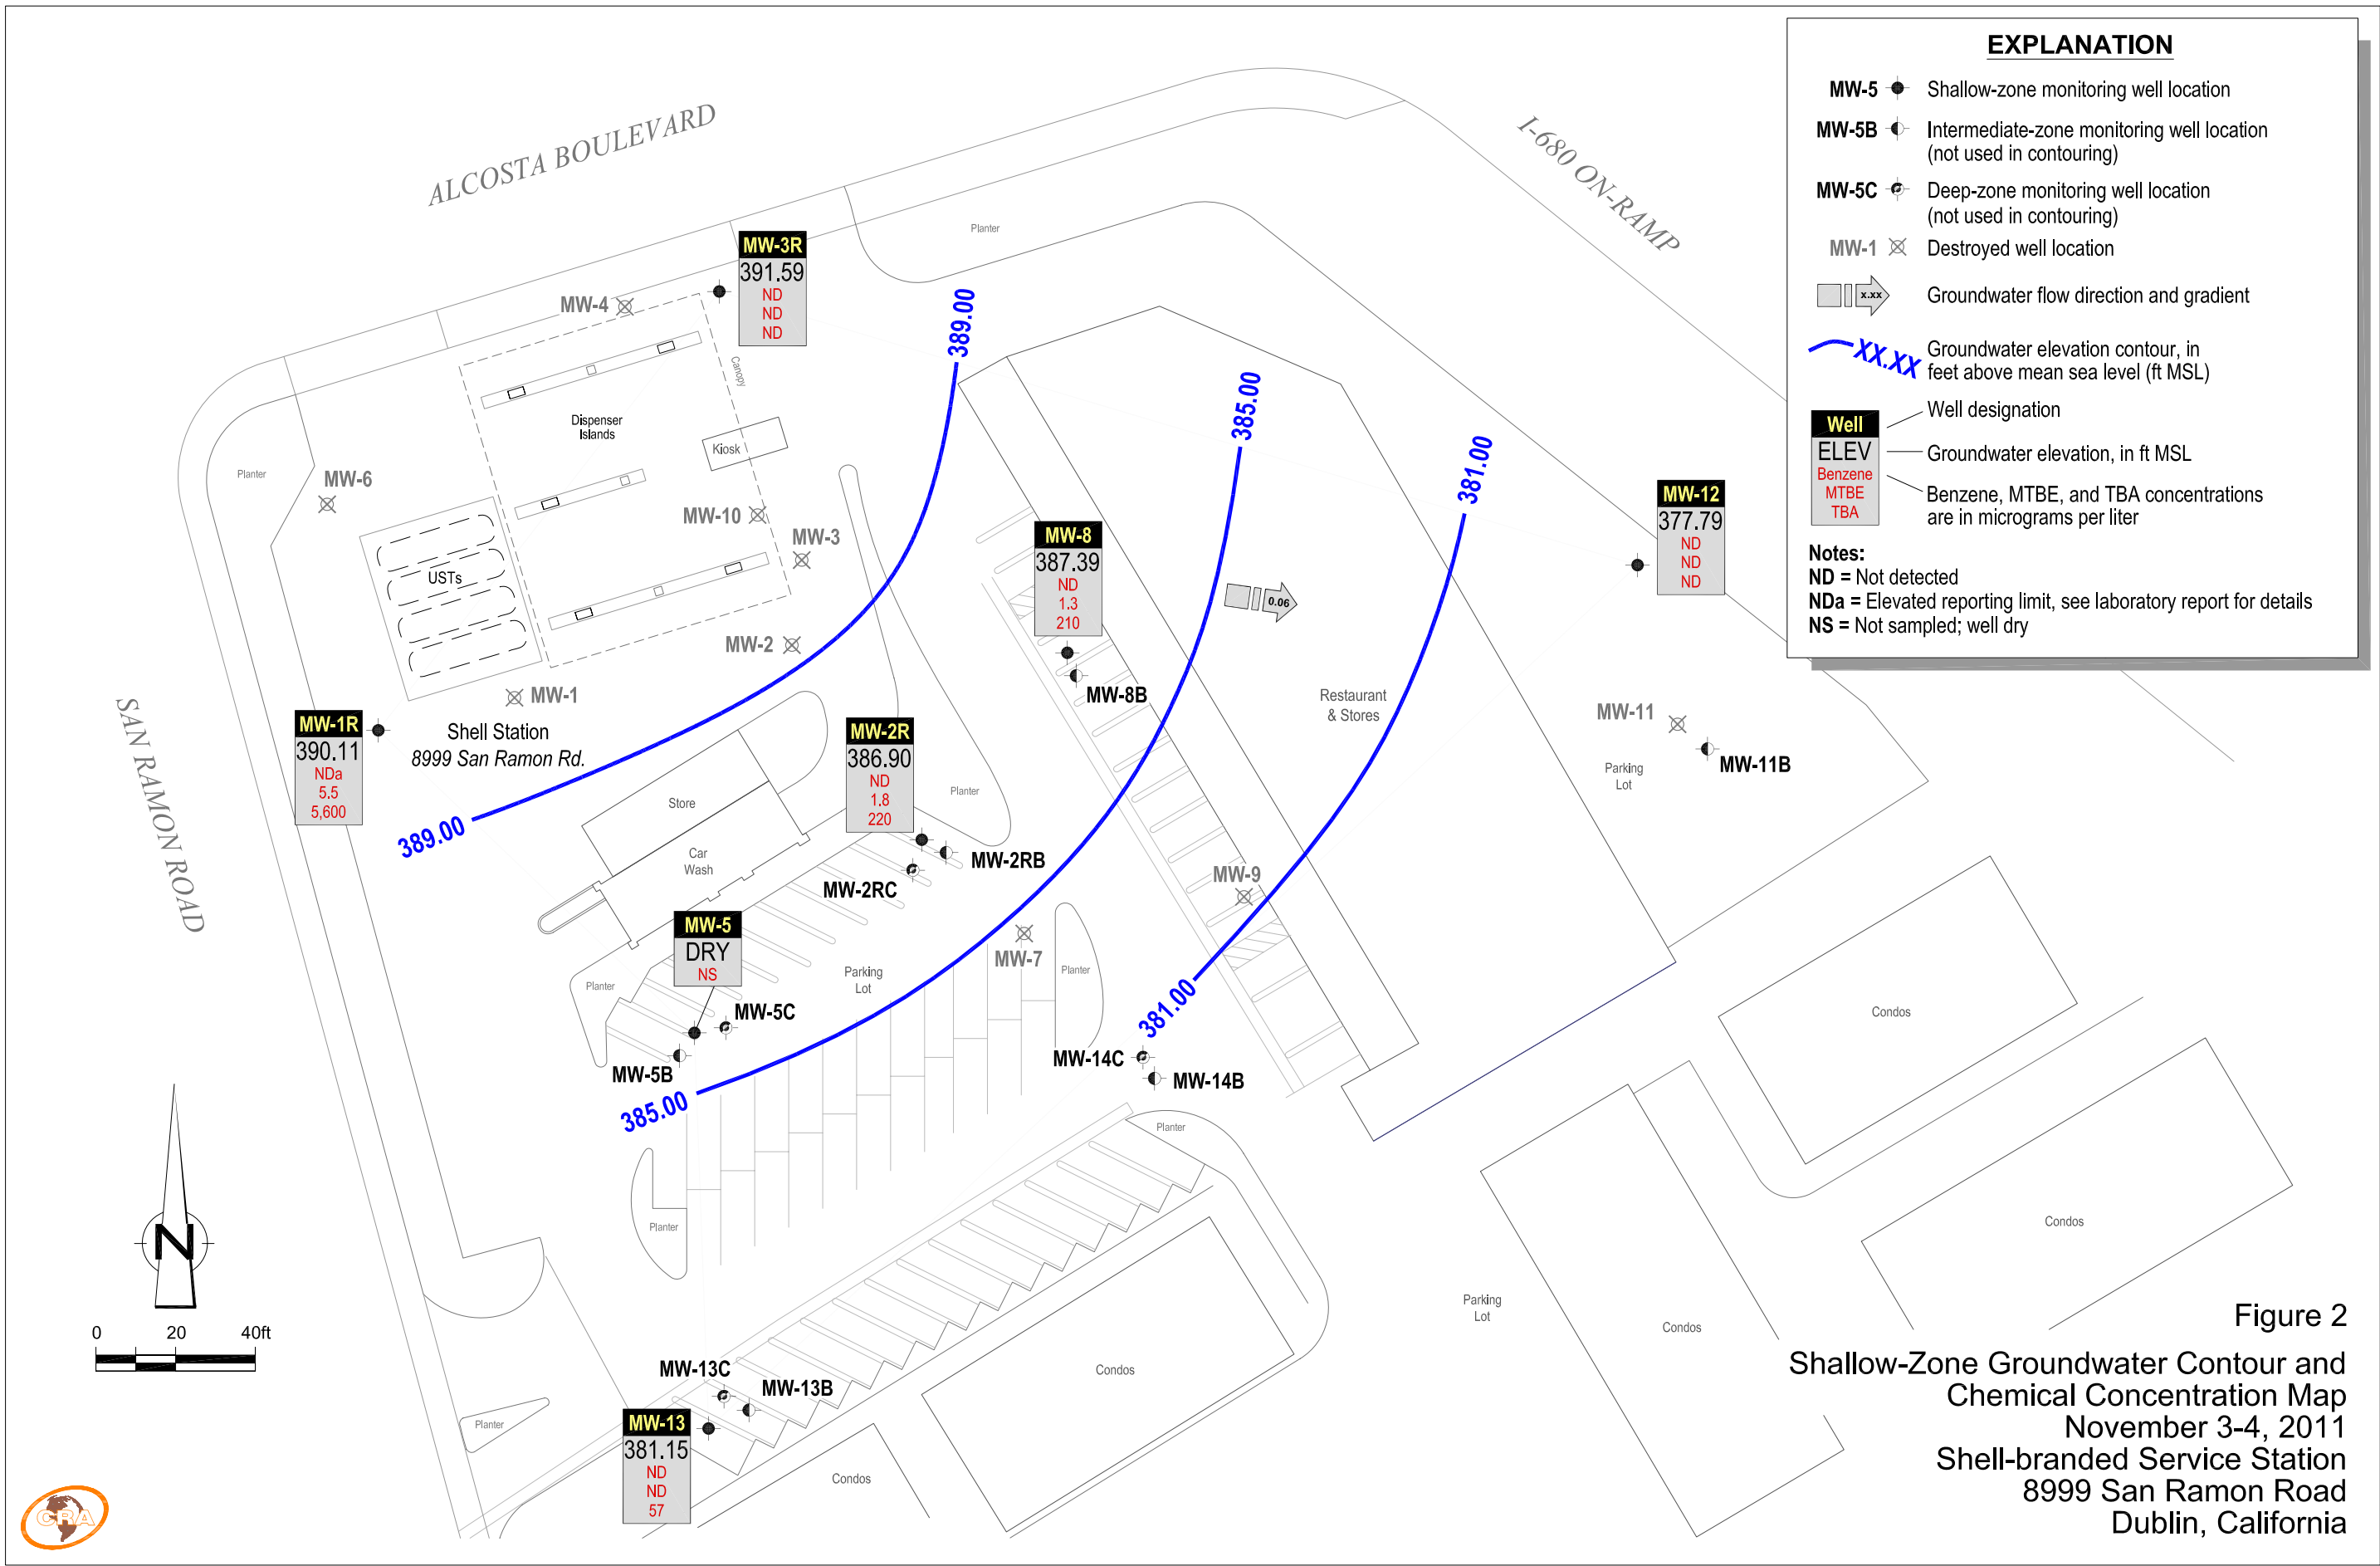 EXPLANATION
MW-5 Shallow-zone monitoring well location
MW-5B Intermediate-zone monitoring well location
(not used in contouring)
MW-5C Deep-zone monitoring well location
(not used in contouring)
MW-1 Destroyed well location
x.xx Groundwater flow direction and gradient
XX.XX Groundwater elevation contour, in
feet above mean sea level (ft MSL)
Well
ELEV
Benzene
MTBE
TBA
Well designation
Groundwater elevation, in ft MSL
Benzene, MTBE, and TBA concentrations
are in micrograms per liter
Notes:
ND = Not detected
NDa = Elevated reporting limit, see laboratory report for details
NS = Not sampled; well dry
ALCOSTA BOULEVARD
I-680 ON-RAMP
SAN RAMON ROAD
Planter
MW-3R
391.59
ND
ND
ND
MW-4
Canopy
389.00
385.00
381.00
Dispenser
Islands
Kiosk
Planter
MW-6
MW-10
MW-3
USTs
MW-12
377.79
ND
ND
ND
MW-8
387.39
ND
1.3
210
0.06
MW-2
MW-1
MW-8B
Restaurant
& Stores
MW-11
MW-11B
Parking
Lot
MW-1R
390.11
NDa
5.5
5,600
Shell Station
8999 San Ramon Rd.
MW-2R
386.90
ND
1.8
220
Planter
Store
389.00
Car
Wash
MW-2RB
MW-2RC
MW-9
MW-5
DRY
NS
MW-7
Planter
Parking
Lot
Planter
MW-5C
381.00
Condos
MW-5B
MW-14C
MW-14B
385.00
Planter
Planter
Condos
N
0 20 40ft
Parking
Lot
Condos
MW-13C
MW-13B
Condos
Planter
MW-13
381.15
ND
ND
57
Condos
CRA
Figure 2
Shallow-Zone Groundwater Contour and
Chemical Concentration Map
November 3-4, 2011
Shell-branded Service Station
8999 San Ramon Road
Dublin, California